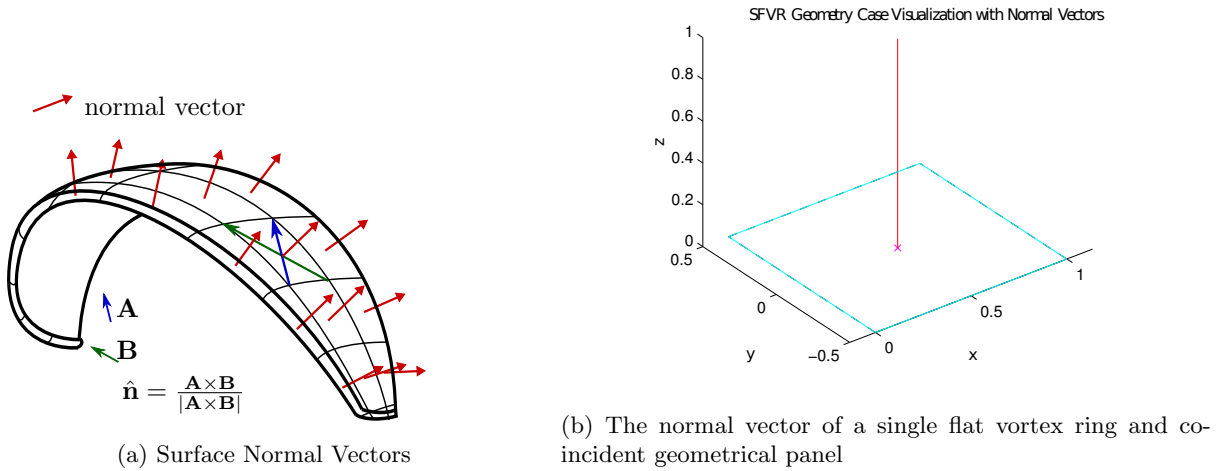 normal vector
A
B
n̂ = A×B / |A×B|
(a) Surface Normal Vectors
SFVR Geometry Case Visualization with Normal Vectors
1
0.8
0.6
0.4
0.2
0
z
0.5
0
−0.5
y
0
0.5
1
x
(b) The normal vector of a single flat vortex ring and co-
incident geometrical panel